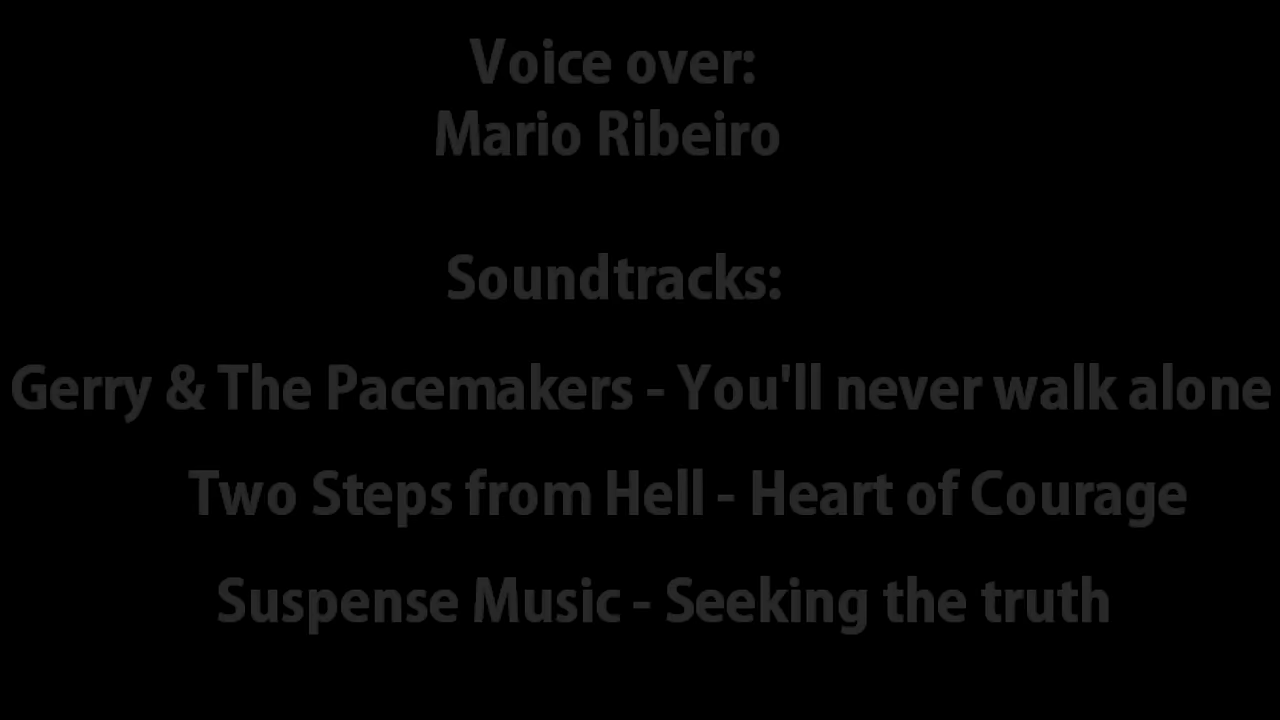 Voice over:
Mario Ribeiro
Soundtracks:
Gerry & The Pacemakers - You'll never walk alone
Two Steps from Hell - Heart of Courage
Suspense Music - Seeking the truth